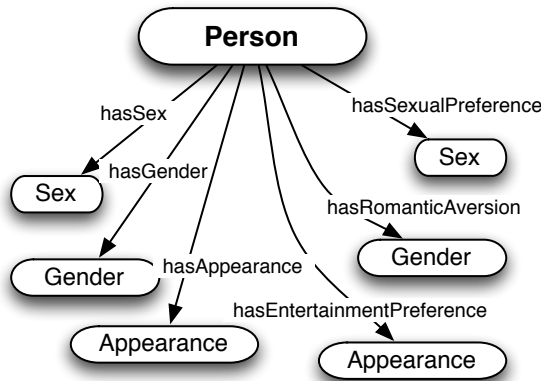 Person
hasSexualPreference
hasSex
Sex
hasGender
Sex
hasRomanticAversion
Gender
hasAppearance
Gender
hasEntertainmentPreference
Appearance
Appearance